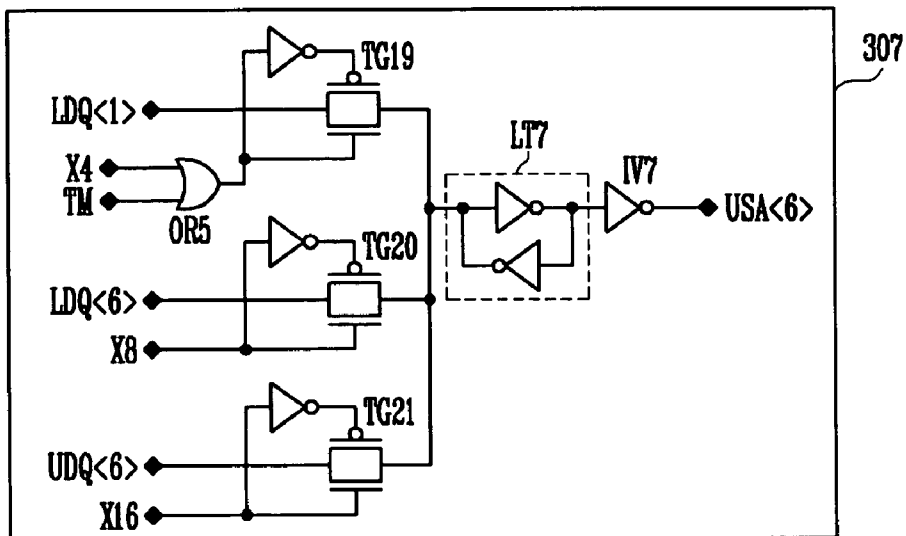 307
TG19
LDQ<1>
X4
TM
OR5
LT7
IV7
USA<6>
TG20
LDQ<6>
X8
TG21
UDQ<6>
X16